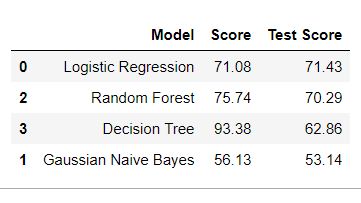 Model Score Test Score
0 Logistic Regression 71.08 71.43
2 Random Forest 75.74 70.29
3 Decision Tree 93.38 62.86
1 Gaussian Naive Bayes 56.13 53.14